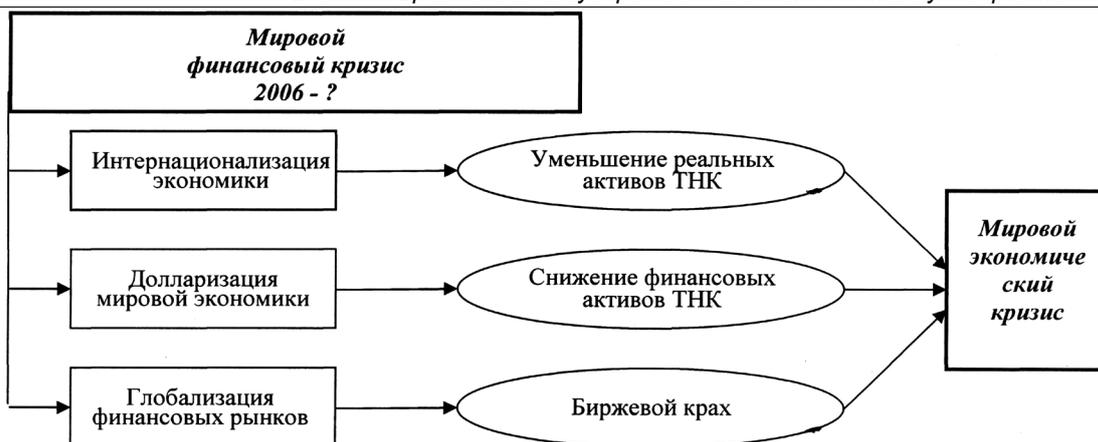 Мировой
финансовый кризис
2006 - ?
Интернационализация
экономики
Уменьшение реальных
активов ТНК
Долларизация
мировой экономики
Снижение финансовых
активов ТНК
Глобализация
финансовых рынков
Биржевой крах
Мировой
экономиче
ский
кризис